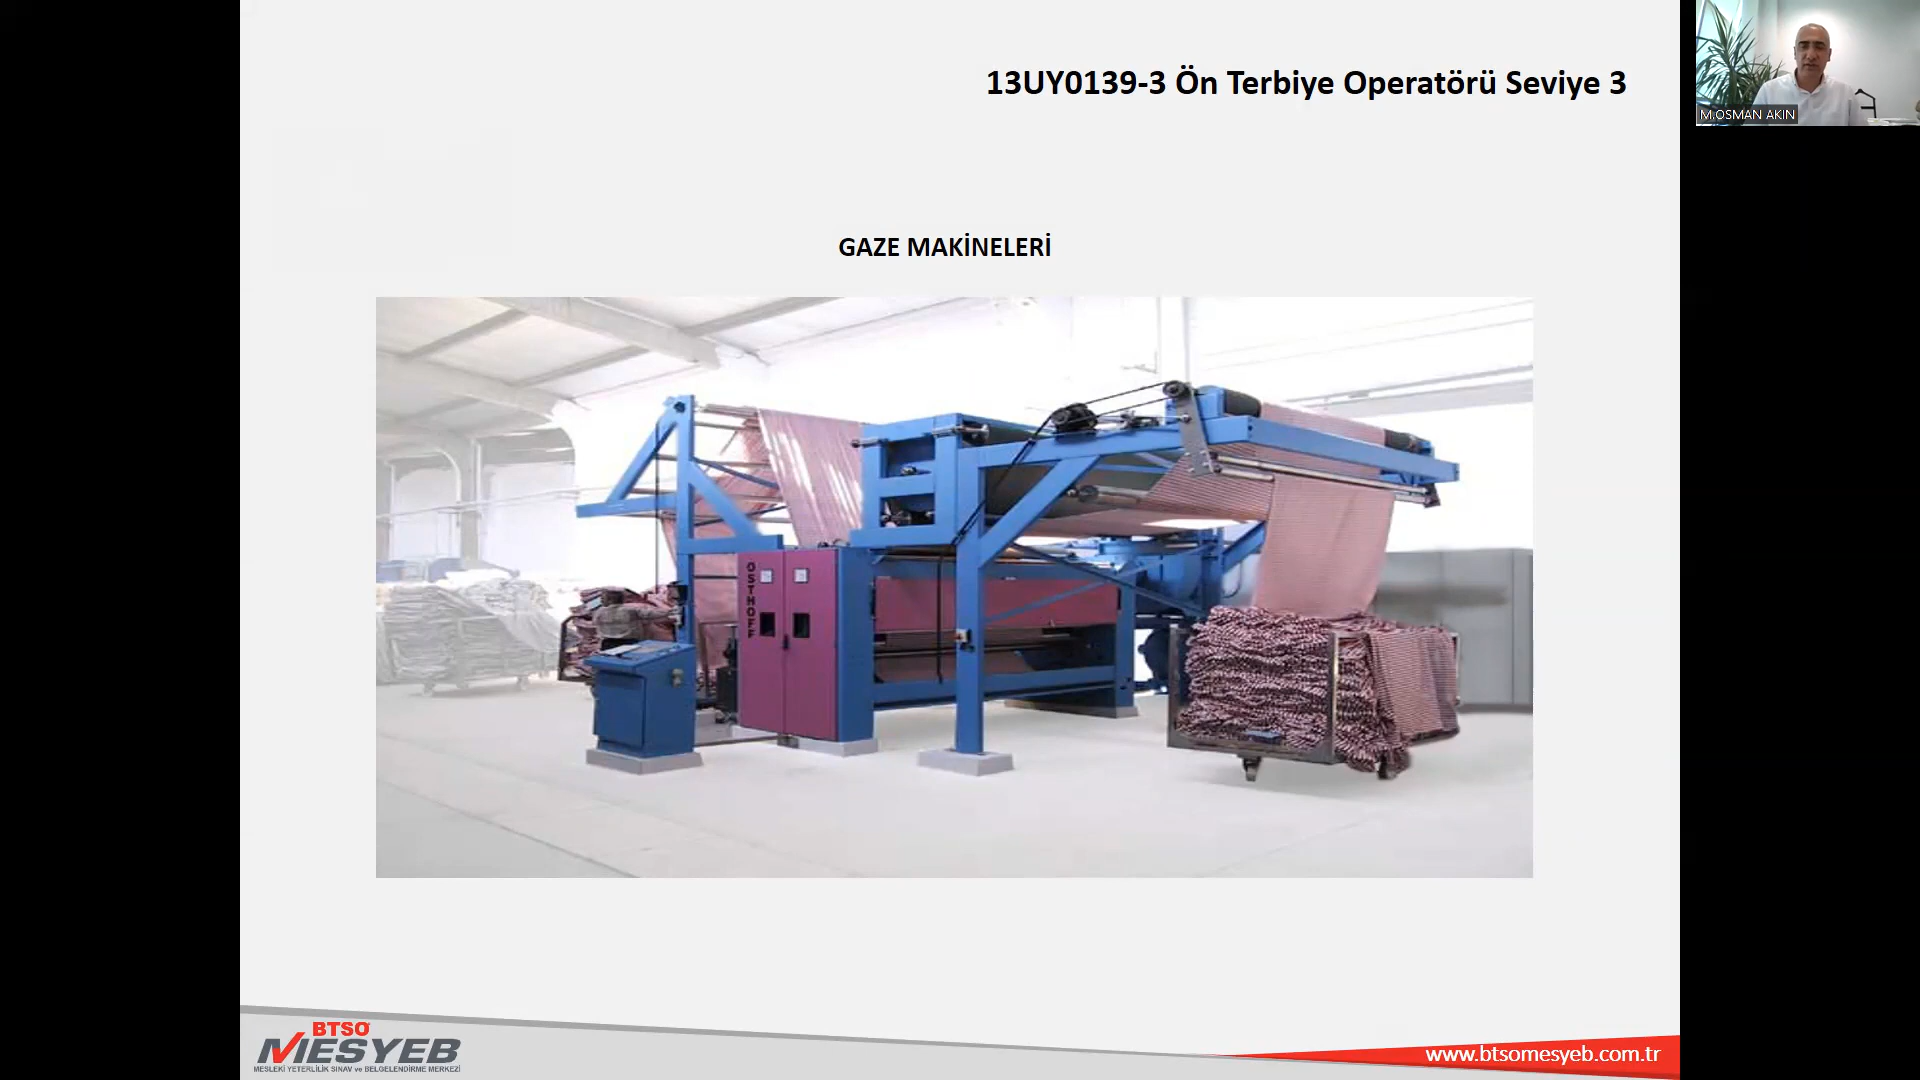 13UY0139-3 Ön Terbiye Operatörü Seviye 3
M.OSMAN AKIN
GAZE MAKİNELERİ
OSTHOFF
BTSO
MESYEB
MESLEKİ YETERLİLİK SINAV ve BELGELENDİRME MERKEZİ
www.btsomesyeb.com.tr